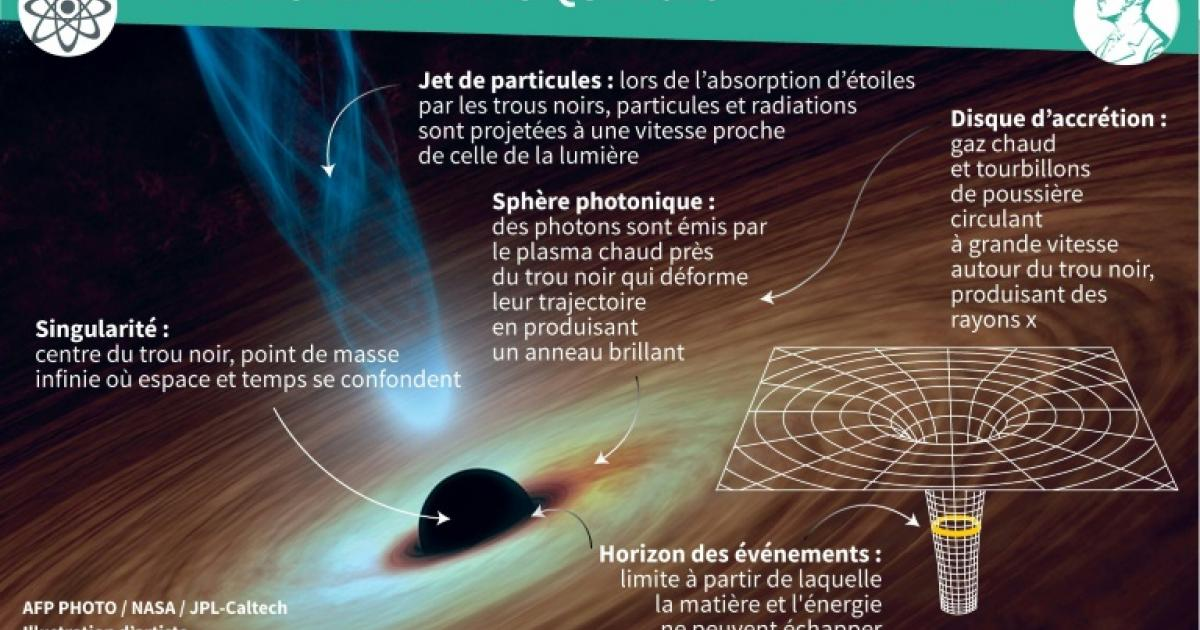 Jet de particules : lors de l’absorption d’étoiles
par les trous noirs, particules et radiations
sont projetées à une vitesse proche
de celle de la lumière
Disque d’accrétion :
gaz chaud
et tourbillons
de poussière
circulant
à grande vitesse
autour du trou noir,
produisant des
rayons x
Sphère photonique :
des photons sont émis par
le plasma chaud près
du trou noir qui déforme
leur trajectoire
en produisant
un anneau brillant
Singularité :
centre du trou noir, point de masse
infinie où espace et temps se confondent
Horizon des événements :
limite à partir de laquelle
la matière et l'énergie
ne peuvent échapper
AFP PHOTO / NASA / JPL-Caltech
Illustration d’artiste